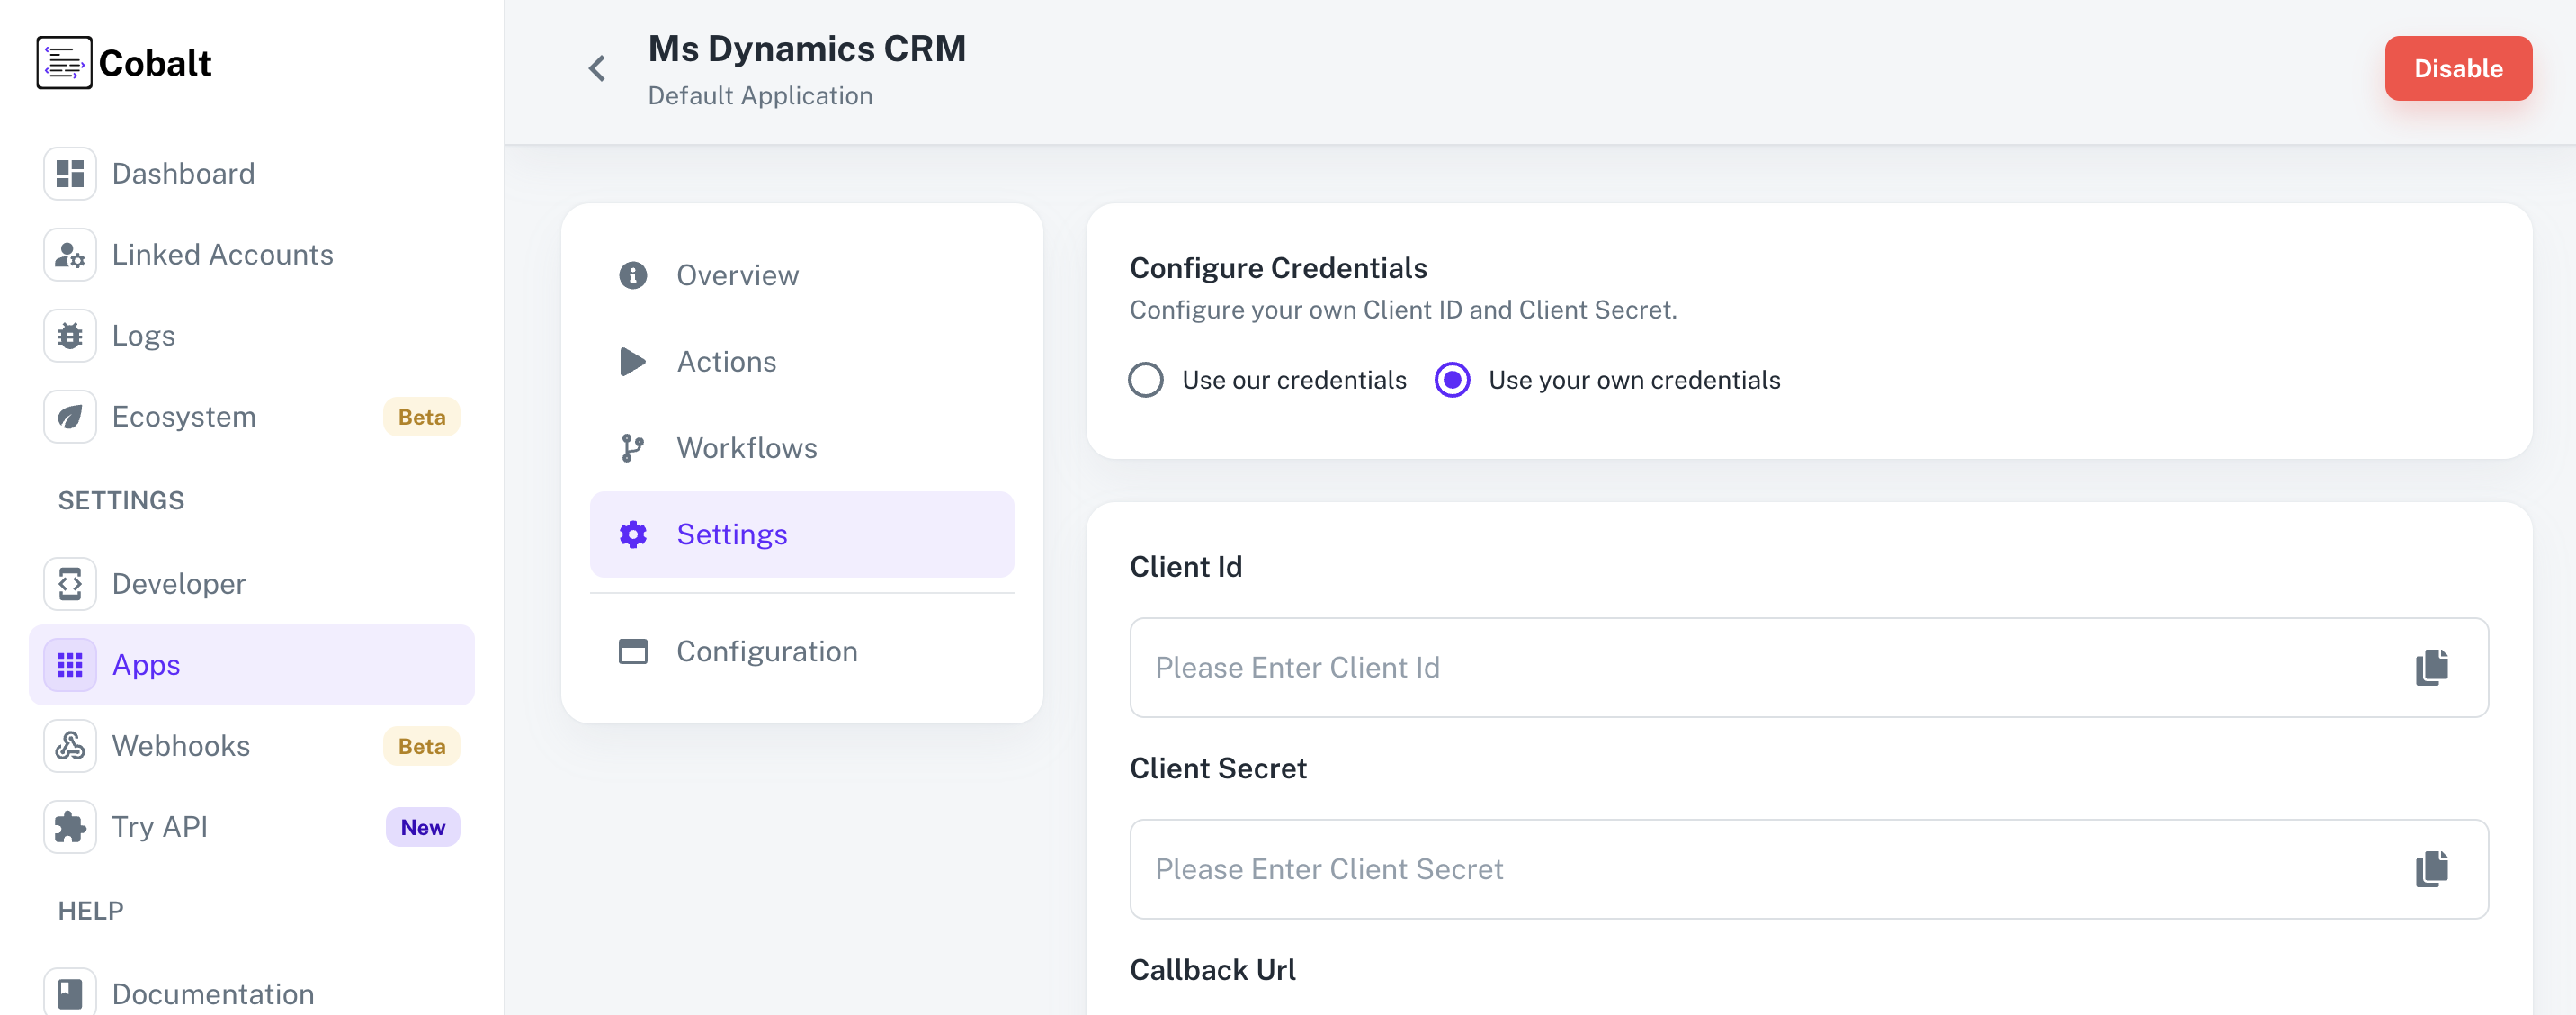 Cobalt
Dashboard
Linked Accounts
Logs
Ecosystem Beta
SETTINGS
Developer
Apps
Webhooks Beta
Try API New
HELP
Documentation
Ms Dynamics CRM
Default Application
Disable
Overview
Actions
Workflows
Settings
Configuration
Configure Credentials
Configure your own Client ID and Client Secret.
Use our credentials Use your own credentials
Client Id
Please Enter Client Id
Client Secret
Please Enter Client Secret
Callback Url